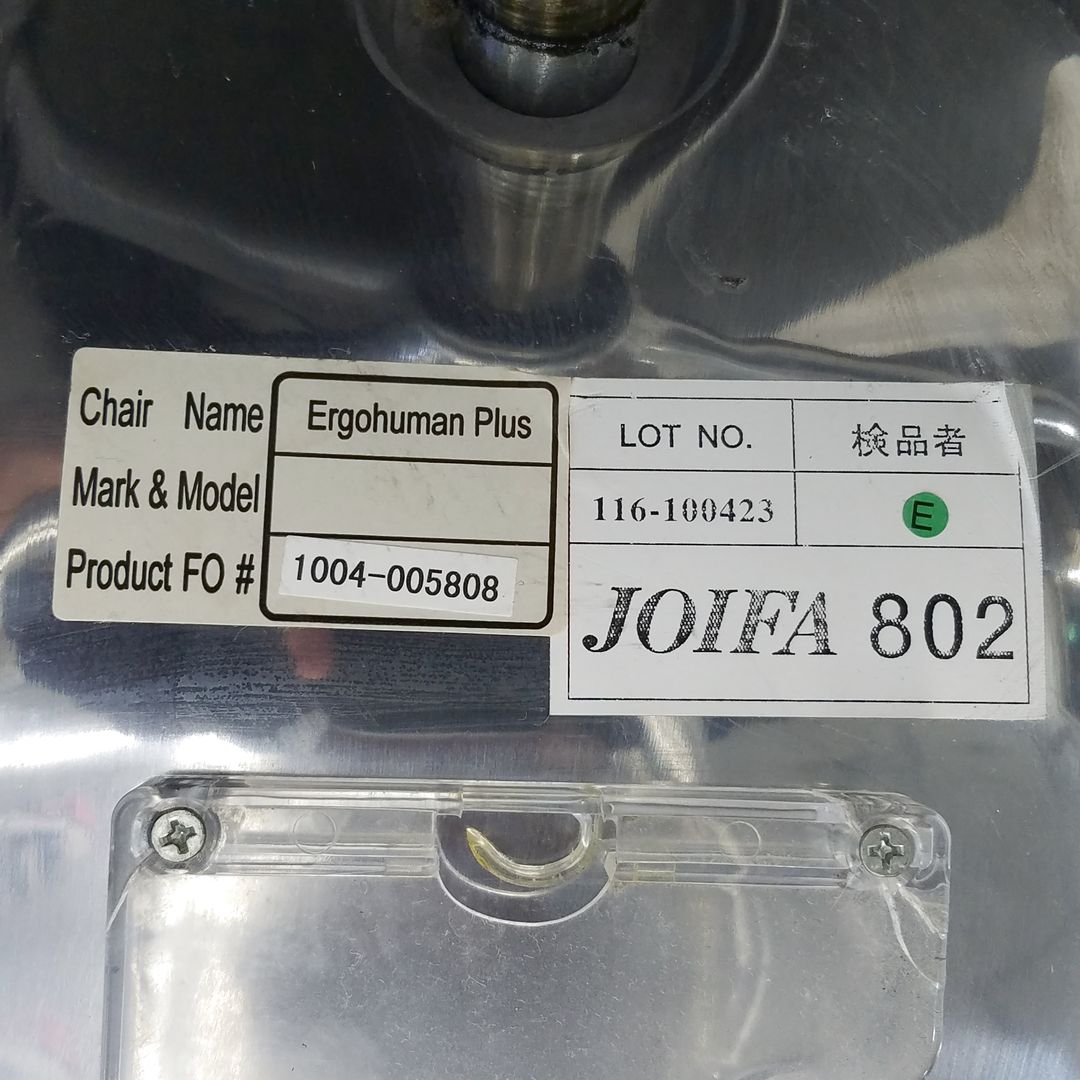 Chair Name Ergohuman Plus
Mark & Model
Product FO # 1004-005808
LOT NO. 検品者
116-100423 E
JOIFA 802